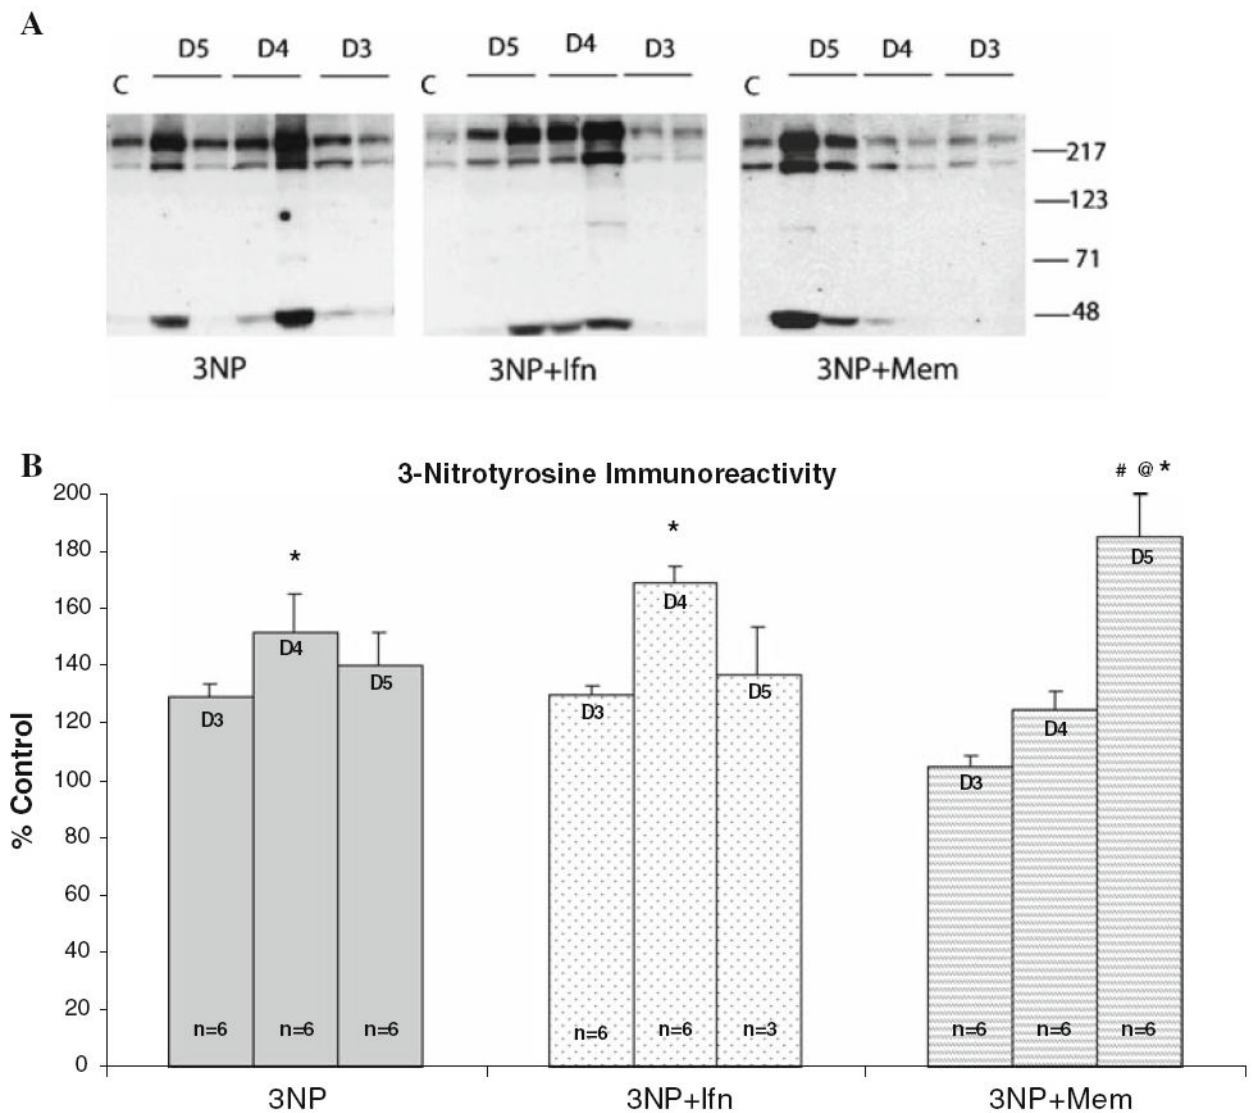 A
D5 D4 D3 D5 D4 D3 D5 D4 D3
C C C
217
123
71
48
3NP 3NP+Ifn 3NP+Mem
B
3-Nitrotyrosine Immunoreactivity
# @ *
* *
200
180
160
140
120
100
80
60
40
20
0
% Control
D3 D4 D5 D3 D4 D5 D3 D4 D5
n=6 n=6 n=6 n=6 n=6 n=3 n=6 n=6 n=6
3NP 3NP+Ifn 3NP+Mem